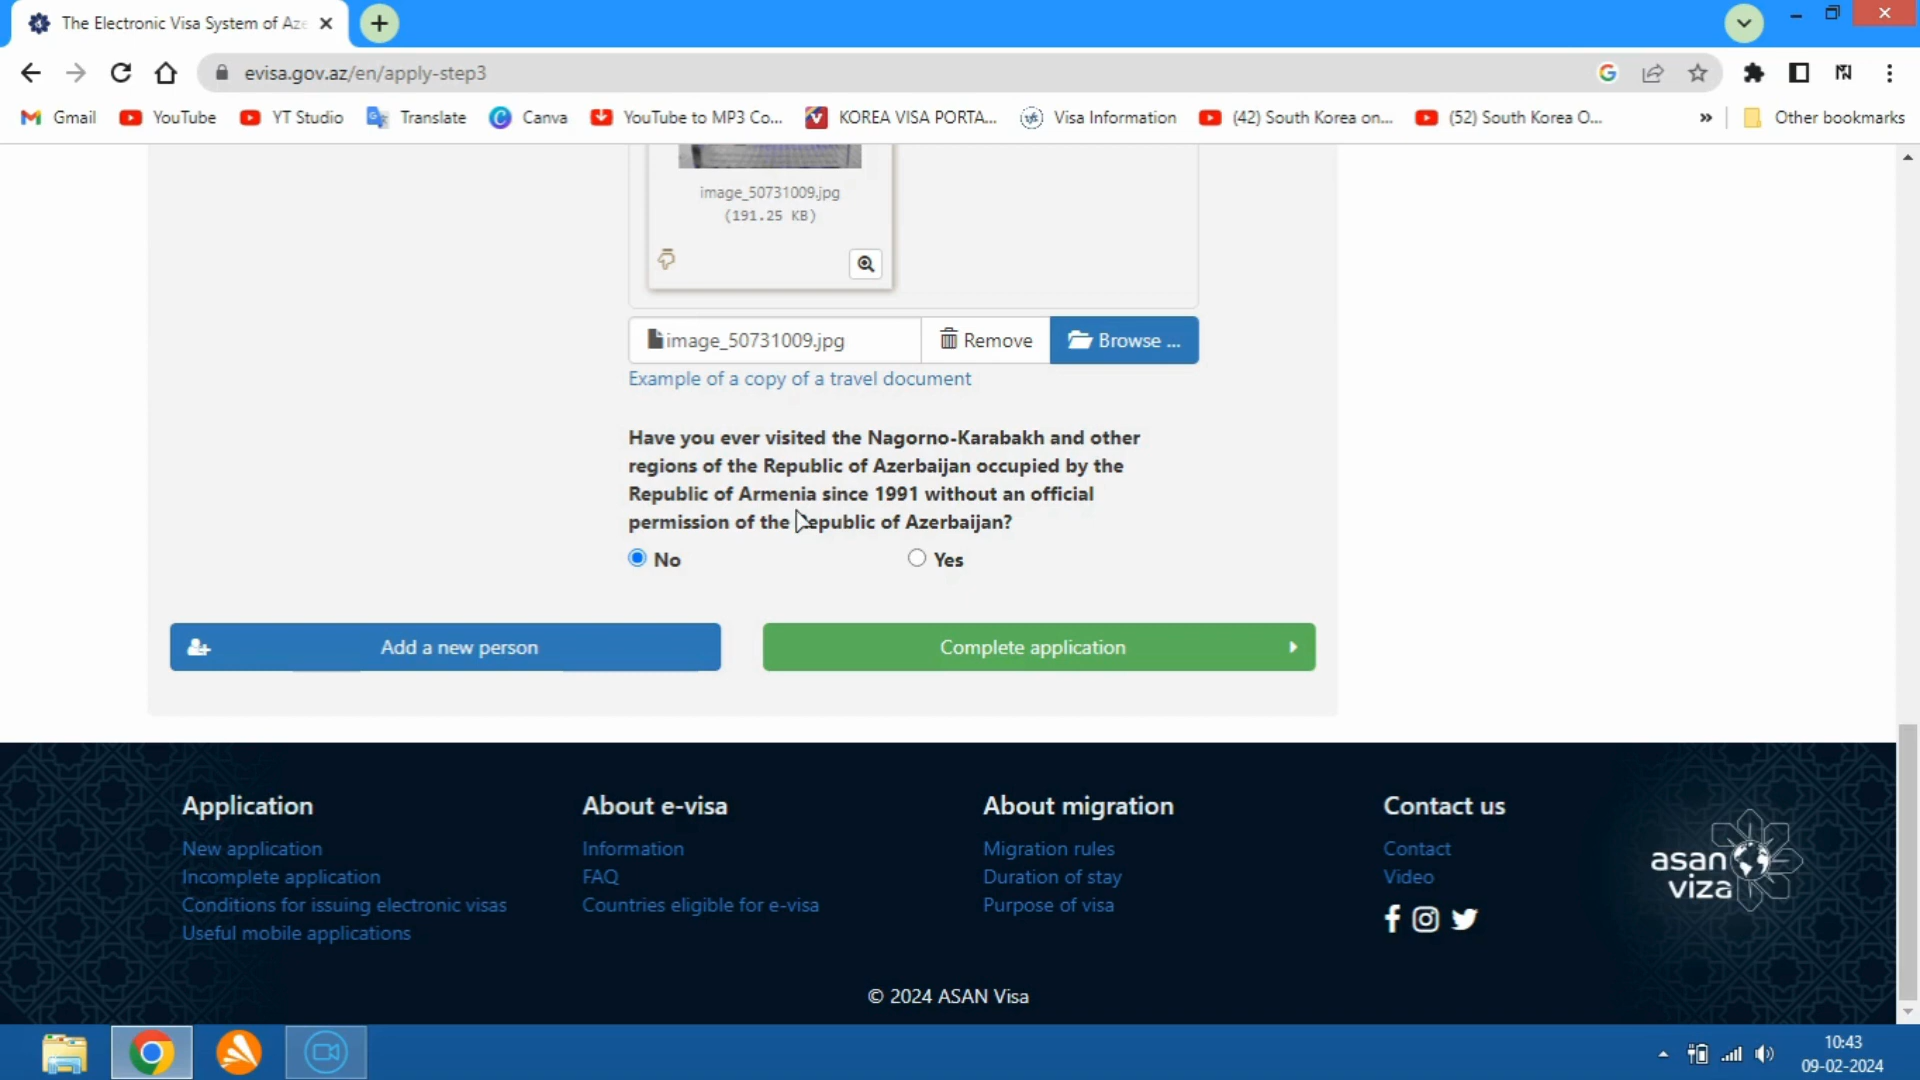 The Electronic Visa System of Aze
evisa.gov.az/en/apply-step3
Gmail
YouTube
YT Studio
Translate
Canva
YouTube to MP3 Co...
KOREA VISA PORTA...
Visa Information
(42) South Korea on...
(52) South Korea O...
»
Other bookmarks
image_50731009.jpg
(191.25 KB)
image_50731009.jpg
Remove
Browse ...
Example of a copy of a travel document
Have you ever visited the Nagorno-Karabakh and other
regions of the Republic of Azerbaijan occupied by the
Republic of Armenia since 1991 without an official
permission of the Republic of Azerbaijan?
No
Yes
Add a new person
Complete application
Application
New application
Incomplete application
Conditions for issuing electronic visas
Useful mobile applications
About e-visa
Information
FAQ
Countries eligible for e-visa
About migration
Migration rules
Duration of stay
Purpose of visa
Contact us
Contact
Video
asan
viza
© 2024 ASAN Visa
10:43
09-02-2024